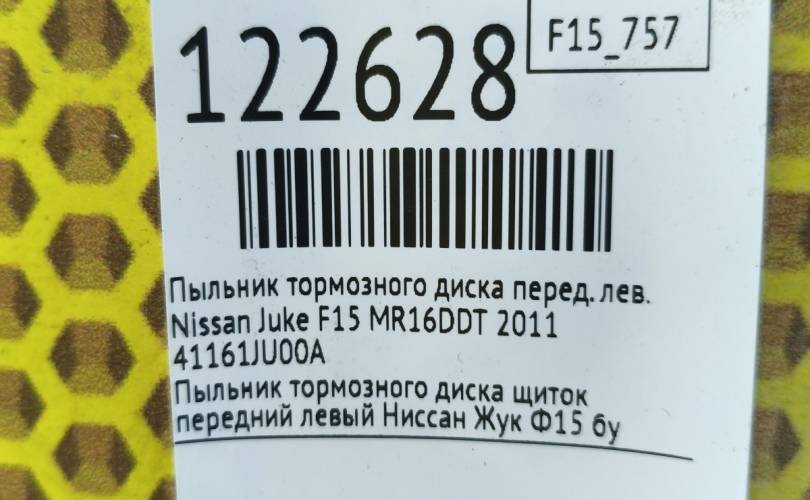 F15_757
122628
Пыльник тормозного диска перед. лев.
Nissan Juke F15 MR16DDT 2011
41161JU00A
Пыльник тормозного диска щиток
передний левый Ниссан Жук Ф15 бу